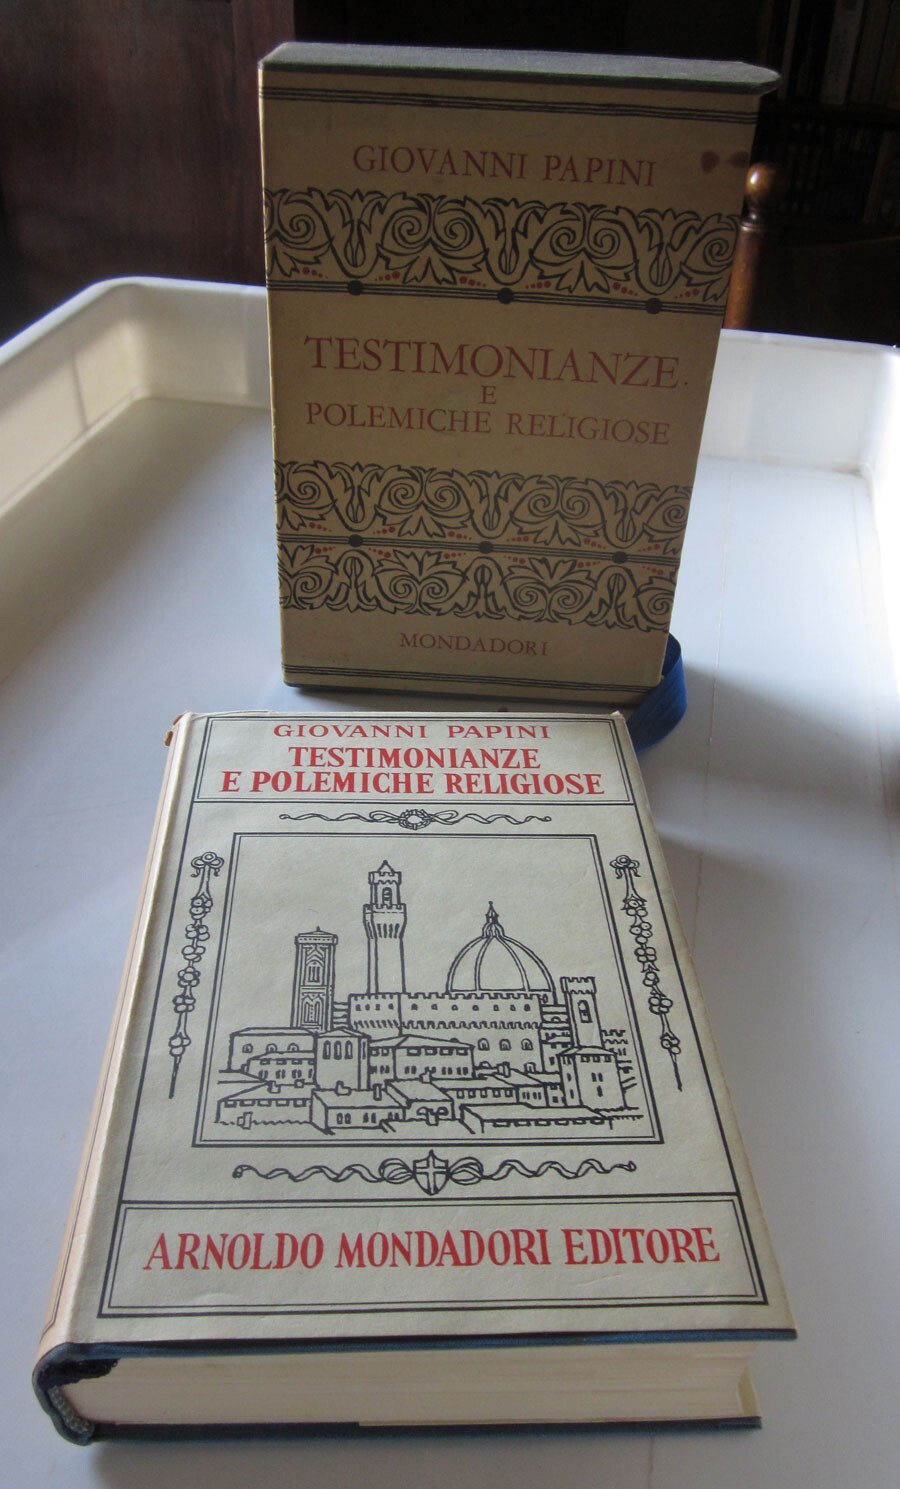 GIOVANNI PAPINI
TESTIMONIANZE
E
POLEMICHE RELIGIOSE
MONDADORI
GIOVANNI PAPINI
TESTIMONIANZE
E POLEMICHE RELIGIOSE
ARNOLDO MONDADORI EDITORE